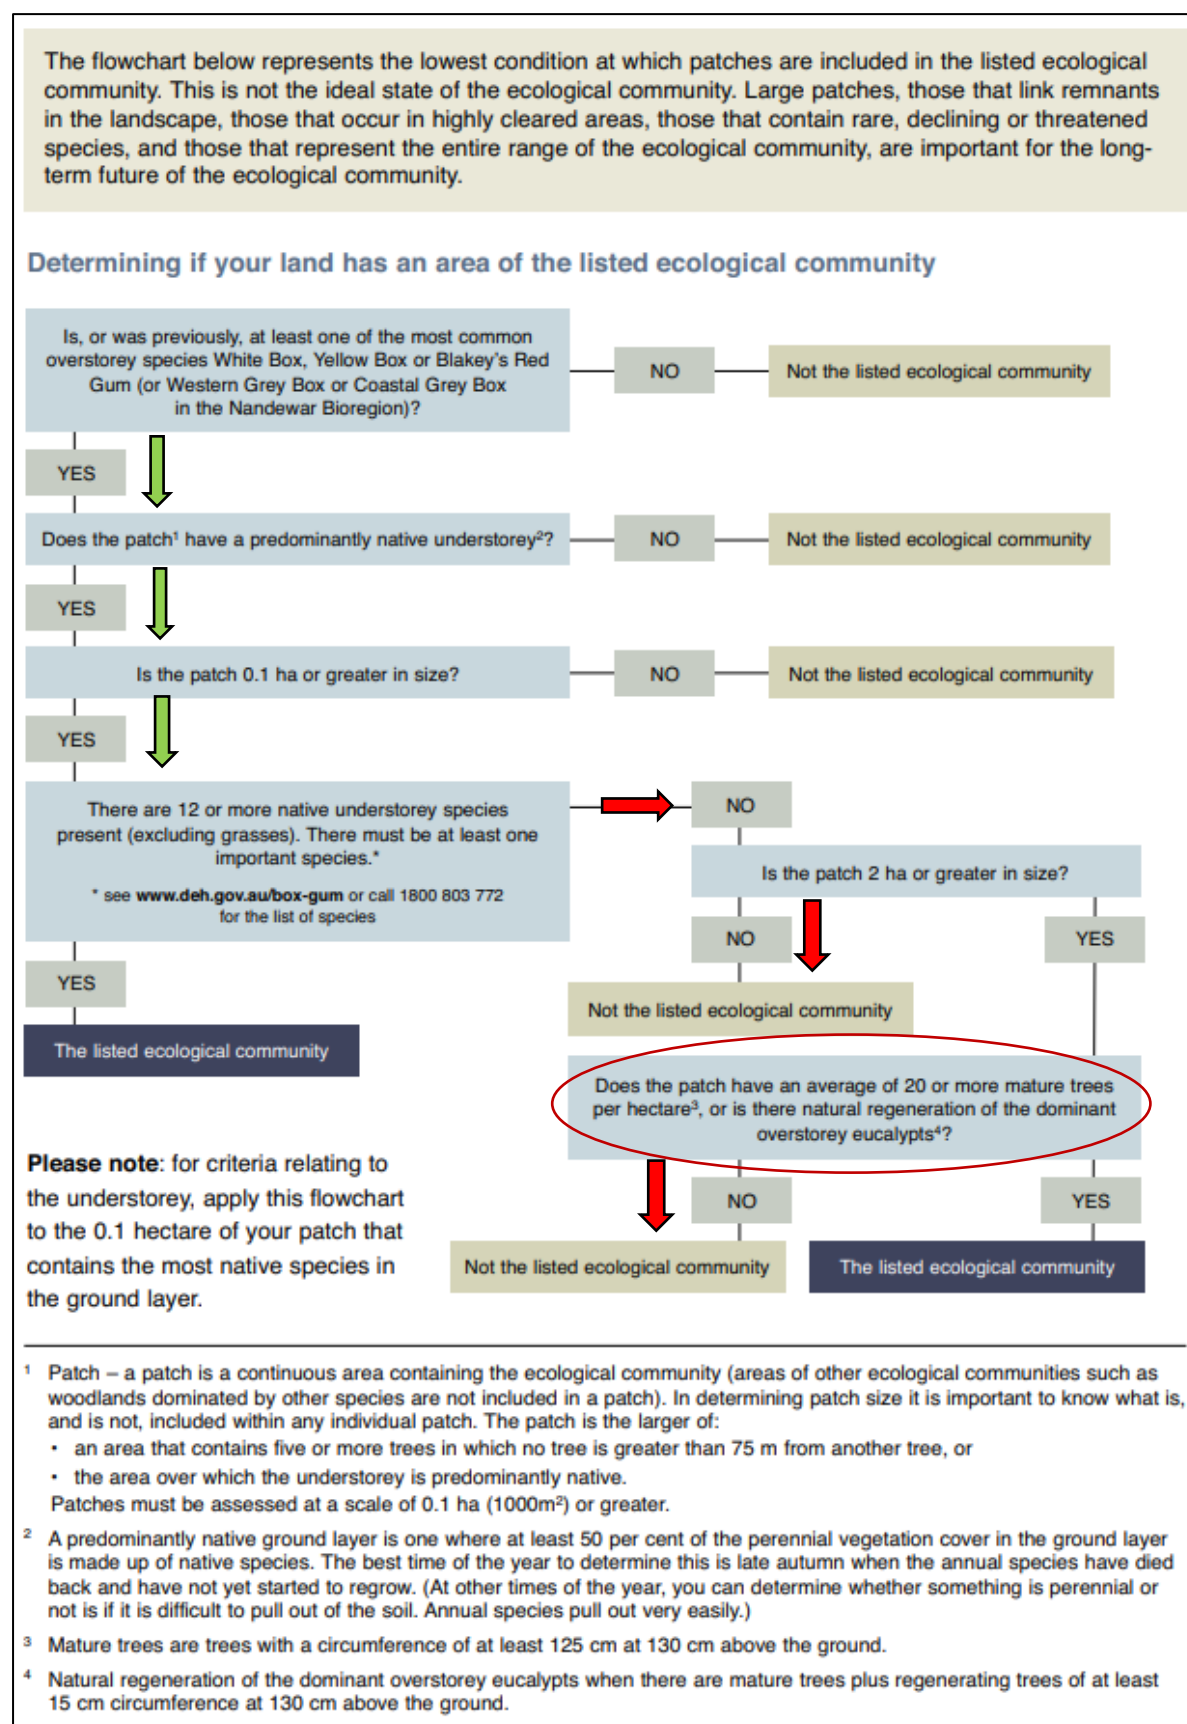 The flowchart below represents the lowest condition at which patches are included in the listed ecological
community. This is not the ideal state of the ecological community. Large patches, those that link remnants
in the landscape, those that occur in highly cleared areas, those that contain rare, declining or threatened
species, and those that represent the entire range of the ecological community, are important for the long-
term future of the ecological community.
Determining if your land has an area of the listed ecological community
Is, or was previously, at least one of the most common
overstorey species White Box, Yellow Box or Blakey's Red
Gum (or Western Grey Box or Coastal Grey Box
in the Nandewar Bioregion)?
NO
Not the listed ecological community
YES
Does the patch¹ have a predominantly native understorey²?
NO
Not the listed ecological community
YES
Is the patch 0.1 ha or greater in size?
NO
Not the listed ecological community
YES
There are 12 or more native understorey species
present (excluding grasses). There must be at least one
important species.*
* see www.deh.gov.au/box-gum or call 1800 803 772
for the list of species
NO
Is the patch 2 ha or greater in size?
NO
YES
YES
Not the listed ecological community
The listed ecological community
Does the patch have an average of 20 or more mature trees
per hectare³, or is there natural regeneration of the dominant
overstorey eucalypts⁴?
NO
YES
Not the listed ecological community
The listed ecological community
Please note: for criteria relating to
the understorey, apply this flowchart
to the 0.1 hectare of your patch that
contains the most native species in
the ground layer.
¹ Patch – a patch is a continuous area containing the ecological community (areas of other ecological communities such as
woodlands dominated by other species are not included in a patch). In determining patch size it is important to know what is,
and is not, included within any individual patch. The patch is the larger of:
• an area that contains five or more trees in which no tree is greater than 75 m from another tree, or
• the area over which the understorey is predominantly native.
Patches must be assessed at a scale of 0.1 ha (1000m²) or greater.
² A predominantly native ground layer is one where at least 50 per cent of the perennial vegetation cover in the ground layer
is made up of native species. The best time of the year to determine this is late autumn when the annual species have died
back and have not yet started to regrow. (At other times of the year, you can determine whether something is perennial or
not is if it is difficult to pull out of the soil. Annual species pull out very easily.)
³ Mature trees are trees with a circumference of at least 125 cm at 130 cm above the ground.
⁴ Natural regeneration of the dominant overstorey eucalypts when there are mature trees plus regenerating trees of at least
15 cm circumference at 130 cm above the ground.